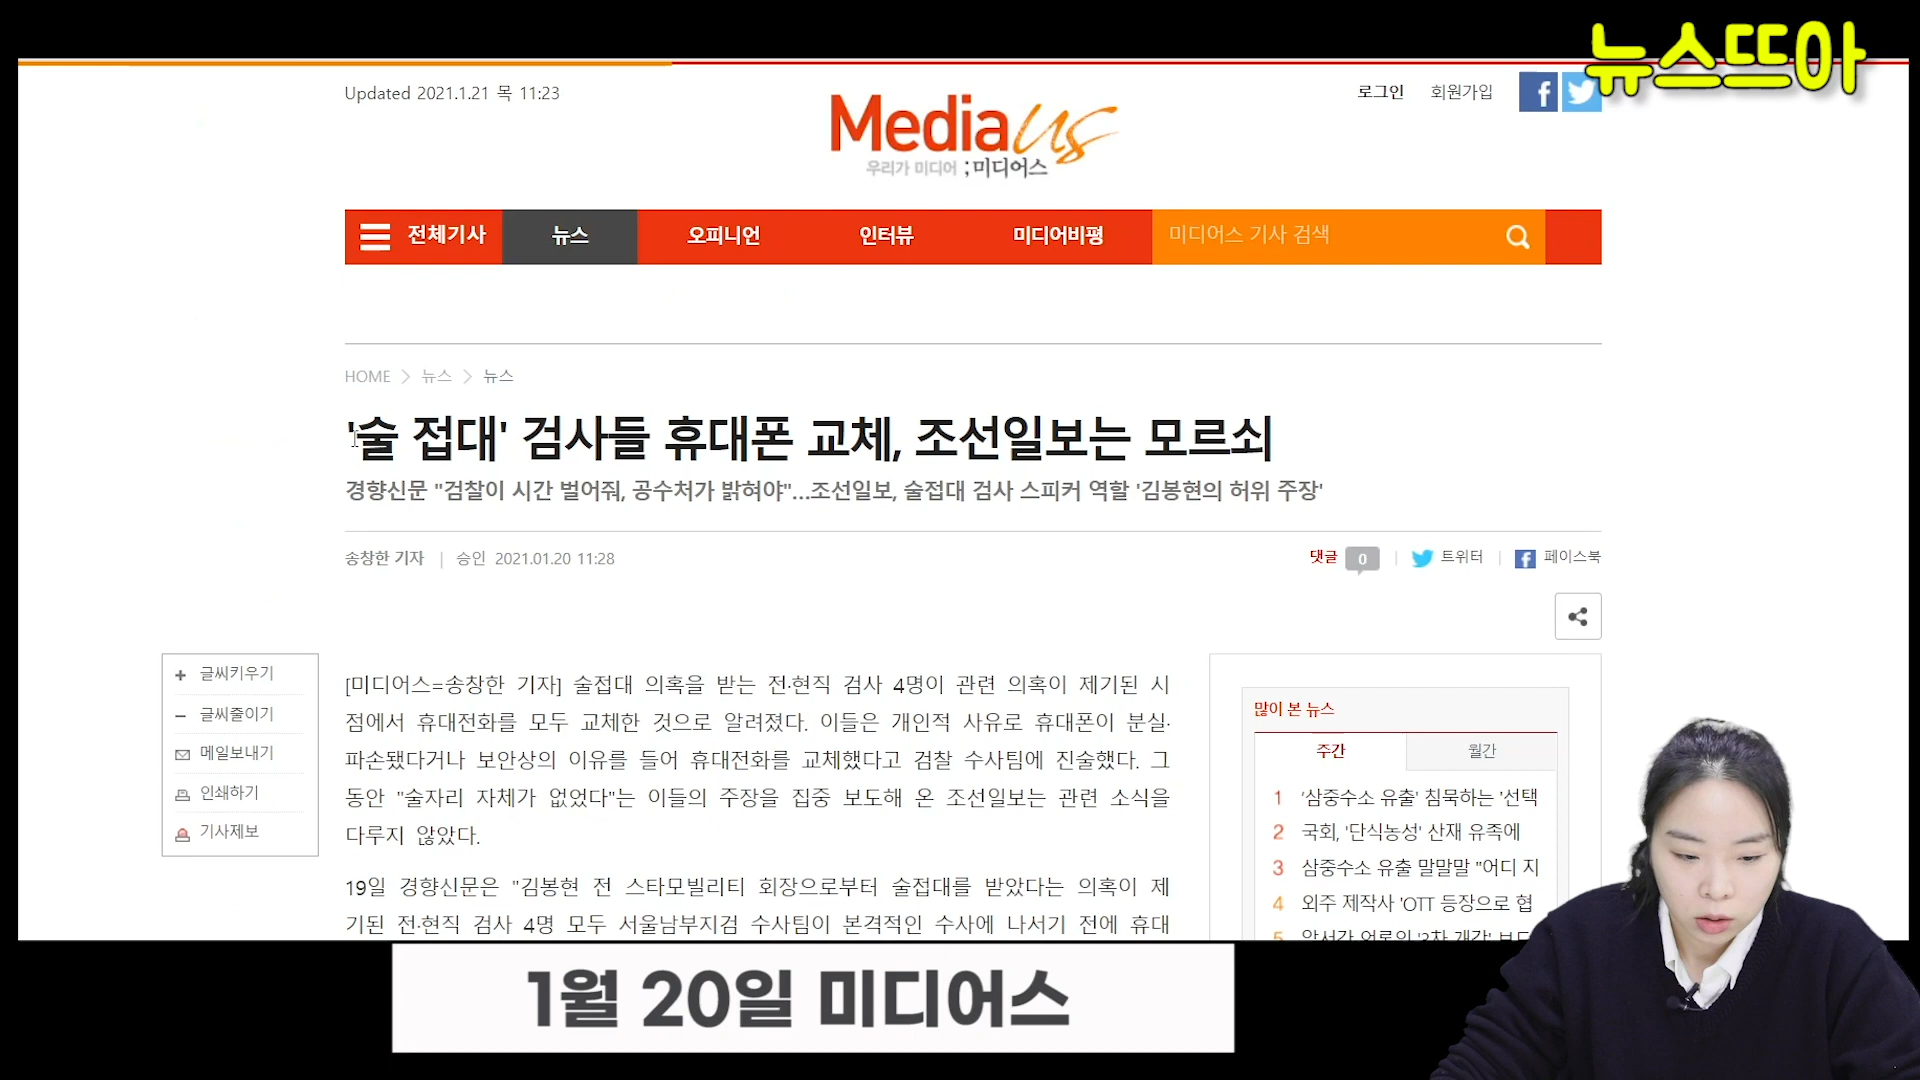 뉴스뜨아
Updated 2021.1.21 목 11:23
로그인 회원가입
Mediaus
우리가 미디어 ;미디어스
전체기사 뉴스 오피니언 인터뷰 미디어비평 미디어스 기사 검색
HOME > 뉴스 > 뉴스
'술 접대' 검사들 휴대폰 교체, 조선일보는 모르쇠
경향신문 "검찰이 시간 벌어줘, 공수처가 밝혀야"...조선일보, 술접대 검사 스피커 역할 '김봉현의 허위 주장'
송창한 기자 | 승인 2021.01.20 11:28
댓글 0 | 트위터 | 페이스북
글씨키우기
글씨줄이기
메일보내기
인쇄하기
기사제보
[미디어스=송창한 기자] 술접대 의혹을 받는 전·현직 검사 4명이 관련 의혹이 제기된 시
점에서 휴대전화를 모두 교체한 것으로 알려졌다. 이들은 개인적 사유로 휴대폰이 분실·
파손됐다거나 보안상의 이유를 들어 휴대전화를 교체했다고 검찰 수사팀에 진술했다. 그
동안 "술자리 자체가 없었다"는 이들의 주장을 집중 보도해 온 조선일보는 관련 소식을
다루지 않았다.
19일 경향신문은 "김봉현 전 스타모빌리티 회장으로부터 술접대를 받았다는 의혹이 제
기된 전·현직 검사 4명 모두 서울남부지검 수사팀이 본격적인 수사에 나서기 전에 휴대
많이 본 뉴스
주간 월간
1 '삼중수소 유출' 침묵하는 '선택
2 국회, '단식농성' 산재 유족에
3 삼중수소 유출 말말말 "어디 지
4 외주 제작사 'OTT 등장으로 협
5
1월 20일 미디어스